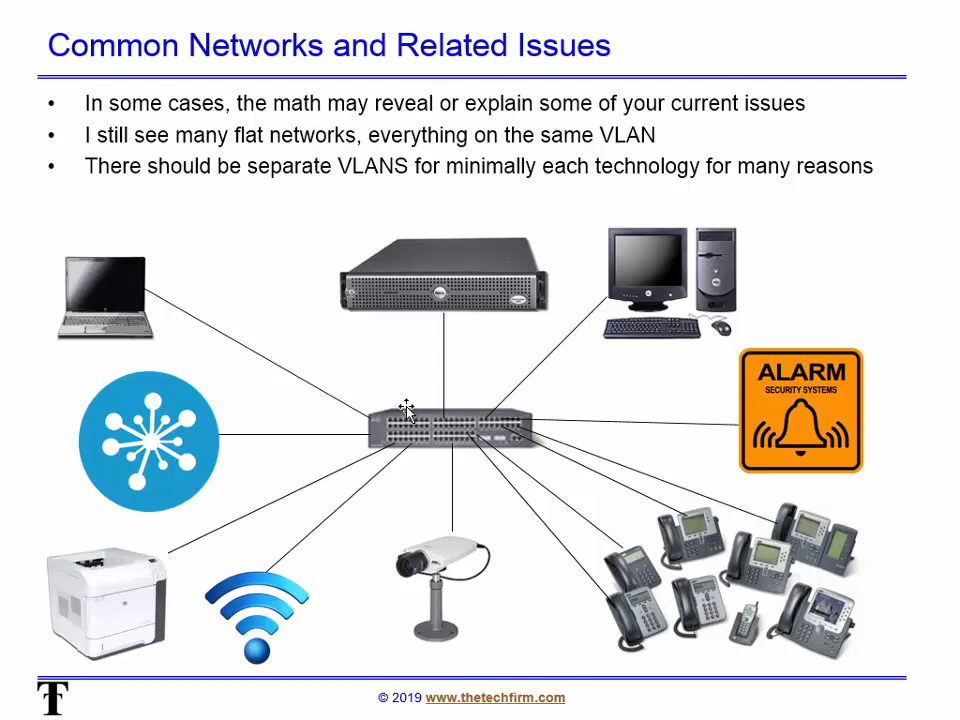 Common Networks and Related Issues
• In some cases, the math may reveal or explain some of your current issues
• I still see many flat networks, everything on the same VLAN
• There should be separate VLANS for minimally each technology for many reasons
ALARM
SECURITY SYSTEMS
T
© 2019 www.thetechfirm.com